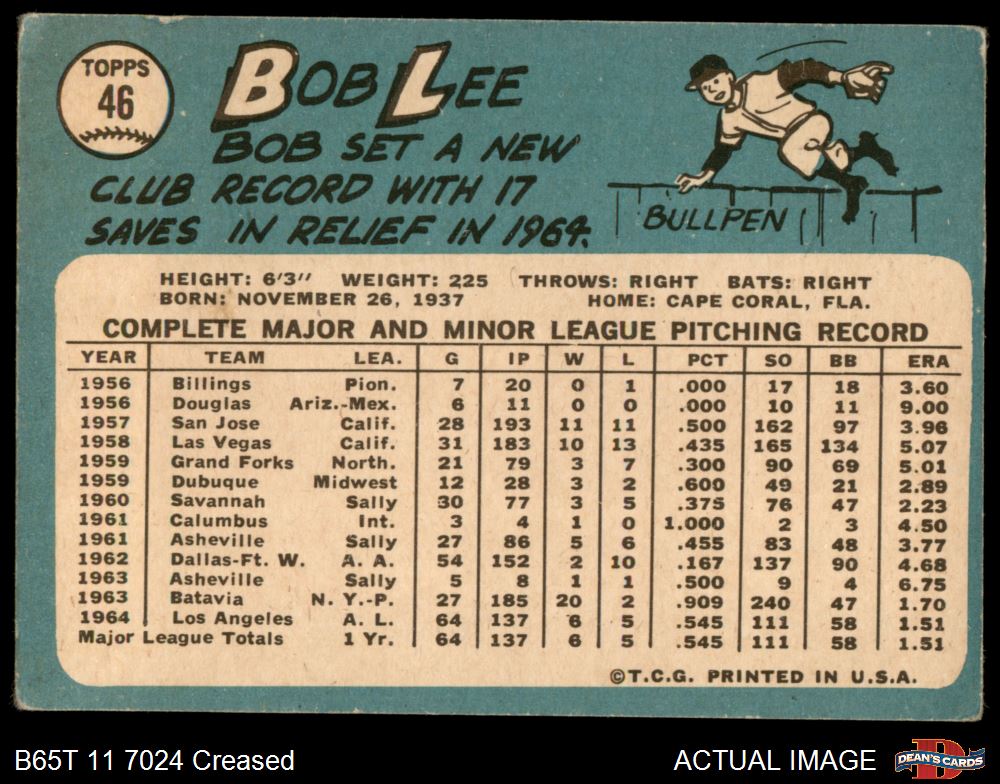 TOPPS
46
BOB LEE
BOB SET A NEW
CLUB RECORD WITH 17
SAVES IN RELIEF IN 1964.
BULLPEN
HEIGHT: 6'3" WEIGHT: 225 THROWS: RIGHT BATS: RIGHT
BORN: NOVEMBER 26, 1937 HOME: CAPE CORAL, FLA.
COMPLETE MAJOR AND MINOR LEAGUE PITCHING RECORD
YEAR TEAM LEA. G IP W L PCT SO BB ERA
1956 Billings Pion. 7 20 0 1 .000 17 18 3.60
1956 Douglas Ariz.-Mex. 6 11 0 0 .000 10 11 9.00
1957 San Jose Calif. 28 193 11 11 .500 162 97 3.96
1958 Las Vegas Calif. 31 183 10 13 .435 165 134 5.07
1959 Grand Forks North. 21 79 3 7 .300 90 69 5.01
1959 Dubuque Midwest 12 28 3 2 .600 49 21 2.89
1960 Savannah Sally 30 77 3 5 .375 76 47 2.23
1961 Calumbus Int. 3 4 1 0 1.000 2 3 4.50
1961 Asheville Sally 27 86 5 6 .455 83 48 3.77
1962 Dallas-Ft. W. A. A. 54 152 2 10 .167 137 90 4.68
1963 Asheville Sally 5 8 1 1 .500 9 4 6.75
1963 Batavia N. Y.-P. 27 185 20 2 .909 240 47 1.70
1964 Los Angeles A. L. 64 137 6 5 .545 111 58 1.51
Major League Totals 1 Yr. 64 137 6 5 .545 111 58 1.51
©T.C.G. PRINTED IN U.S.A.
B65T 11 7024 Creased ACTUAL IMAGE
D
DEAN'S CARDS